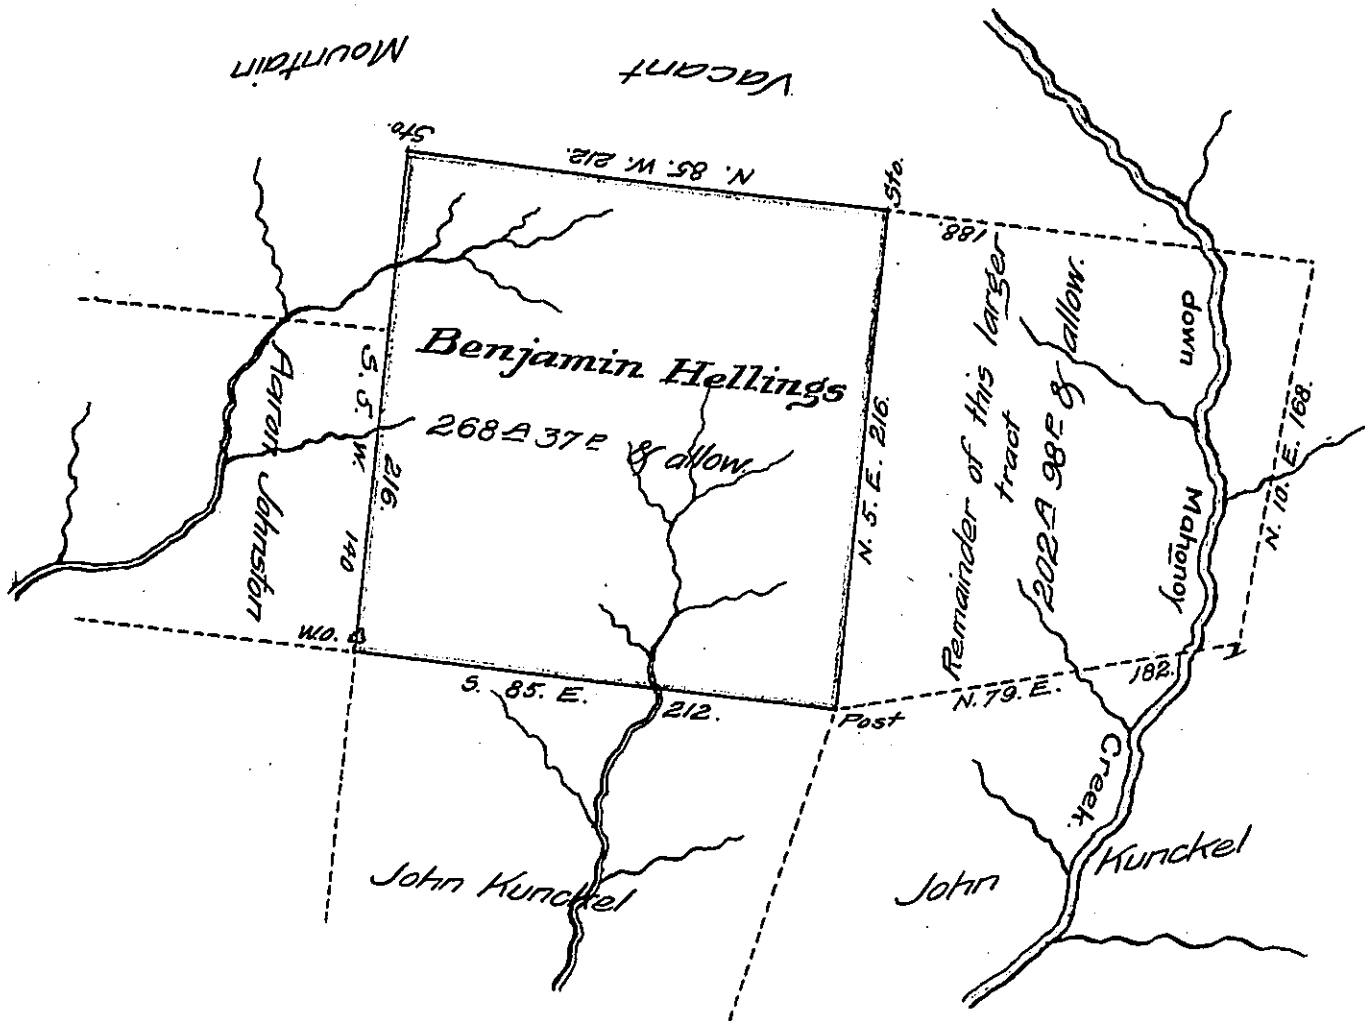 Mountain
Vacant
Sto.
N. 85. W. 212.
Sto.
188.
Benjamin Hellings
268 A 37 P & allow.
Aaron Johnston
S. 5. W. 216.
140
N. 5. E. 216.
Remainder of this larger
tract
202 A 98 P & allow.
down
Mahonoy
Creek.
N. 10. E. 168.
W.O.
S. 85. E. 212.
Post
N. 79. E. 182.
John Kunckel
John Kunckel